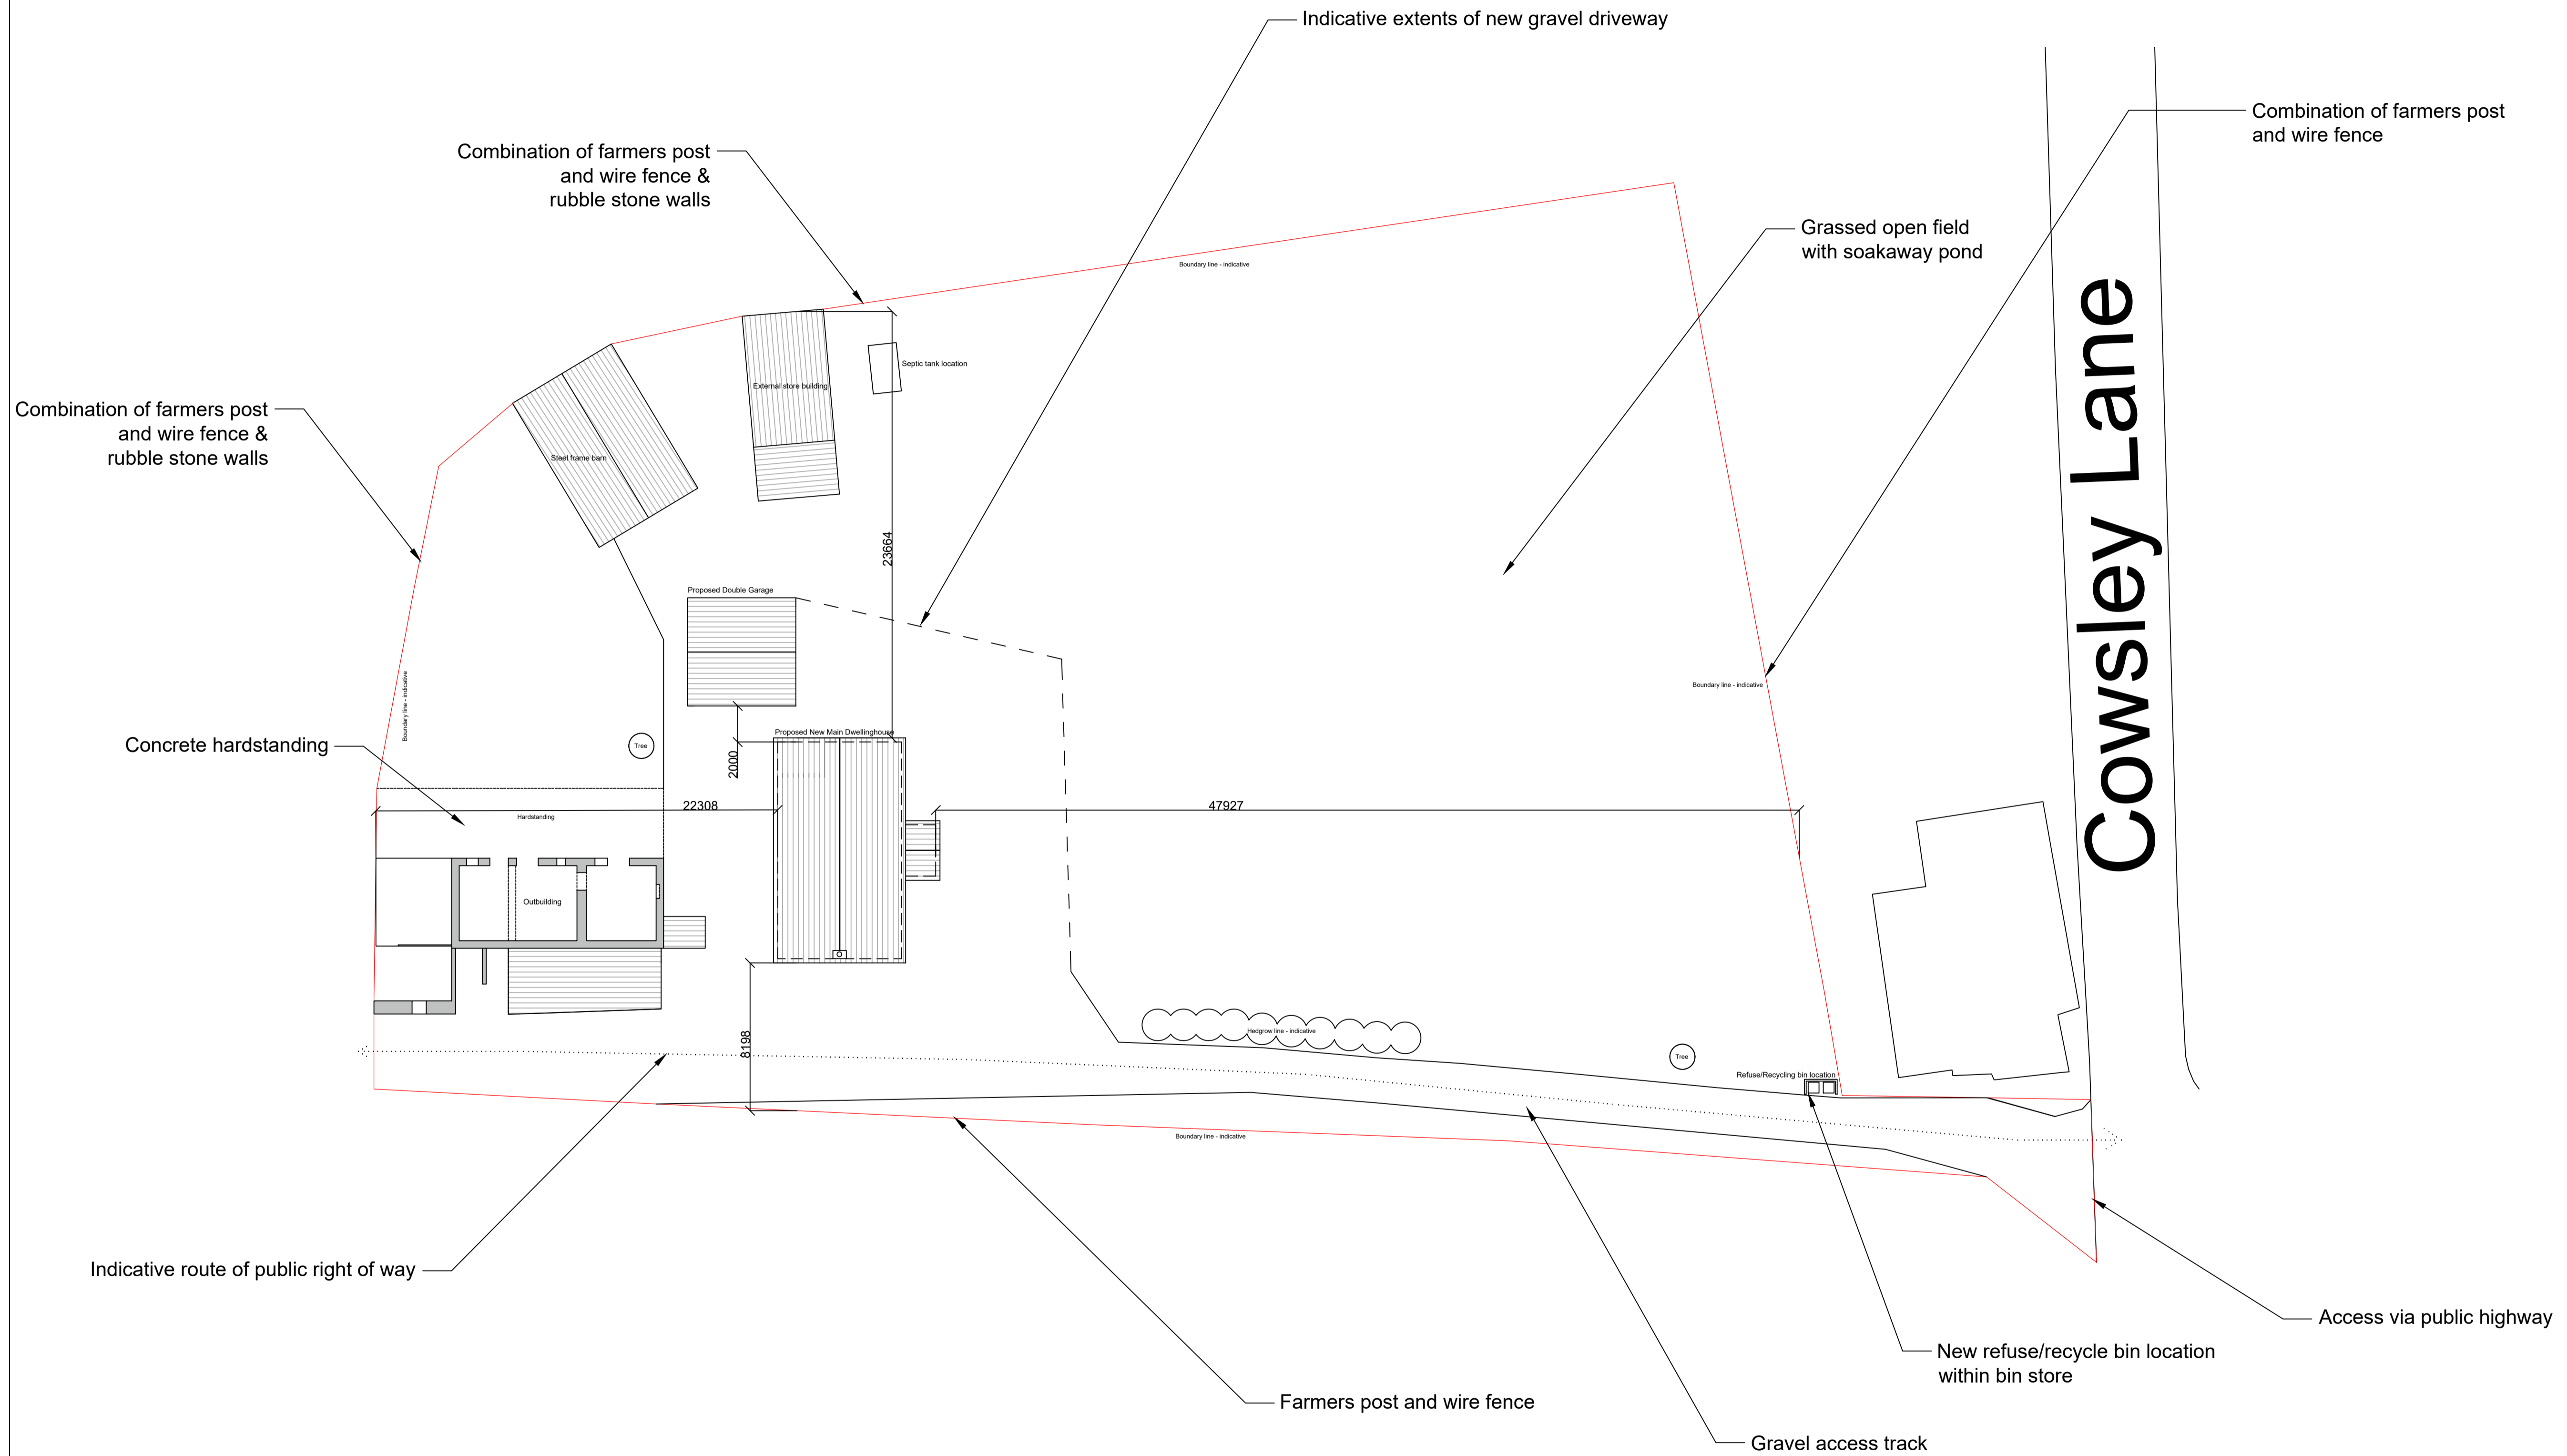 Indicative extents of new gravel driveway
Combination of farmers post
and wire fence
Combination of farmers post
and wire fence &
rubble stone walls
Grassed open field
with soakaway pond
Boundary line - indicative
Septic tank location
External store building
Combination of farmers post
and wire fence &
rubble stone walls
Steel frame barn
Cowsley Lane
23664
Proposed Double Garage
Boundary line - indicative
Boundary line - indicative
Proposed New Main Dwellinghouse
Concrete hardstanding
Tree
2000
22308
47927
Hardstanding
Outbuilding
Hedgrow line - indicative
8198
Tree
Refuse/Recycling bin location
Boundary line - indicative
Indicative route of public right of way
Access via public highway
New refuse/recycle bin location
within bin store
Farmers post and wire fence
Gravel access track